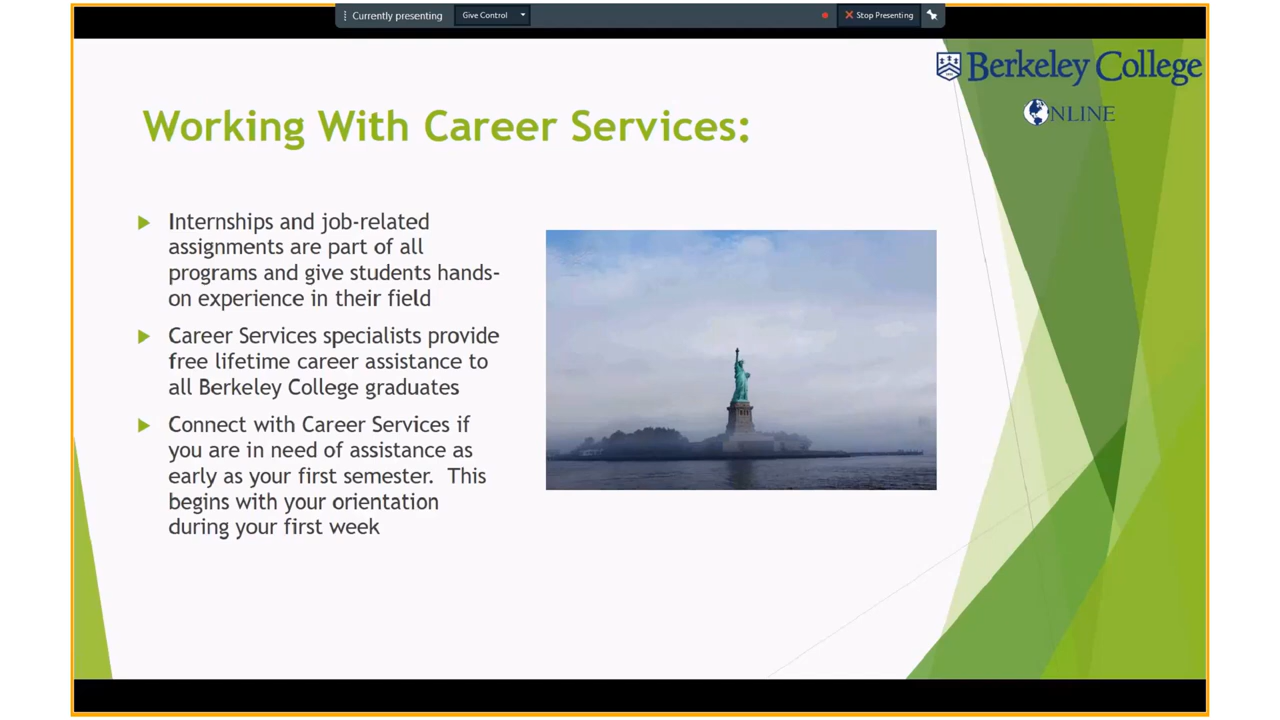 Currently presenting
Give Control
Stop Presenting
Berkeley College
ONLINE
Working With Career Services:
Internships and job-related
assignments are part of all
programs and give students hands-
on experience in their field
Career Services specialists provide
free lifetime career assistance to
all Berkeley College graduates
Connect with Career Services if
you are in need of assistance as
early as your first semester.  This
begins with your orientation
during your first week